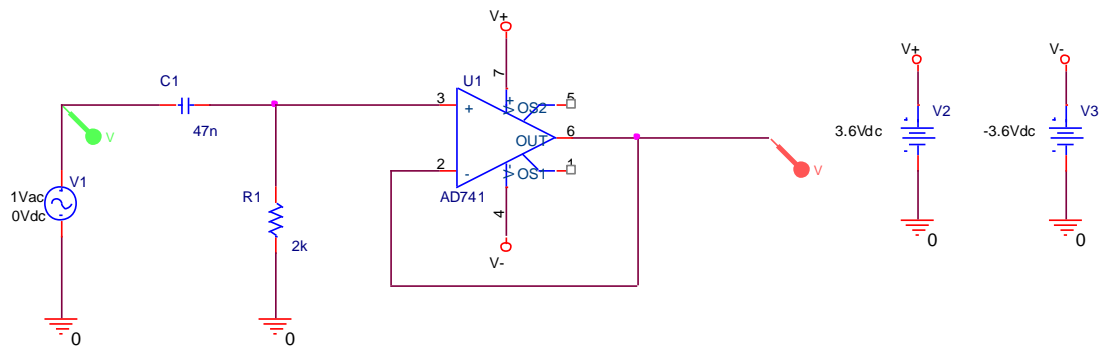 V+
V+
V-
C1
U1
7
V+
OS2
5
3
+
V2
V3
47n
3.6Vdc
-3.6Vdc
OUT
6
V
V
2
-
V-
OS1
1
V1
1Vac
0Vdc
R1
AD741
4
2k
V-
0
0
0
0